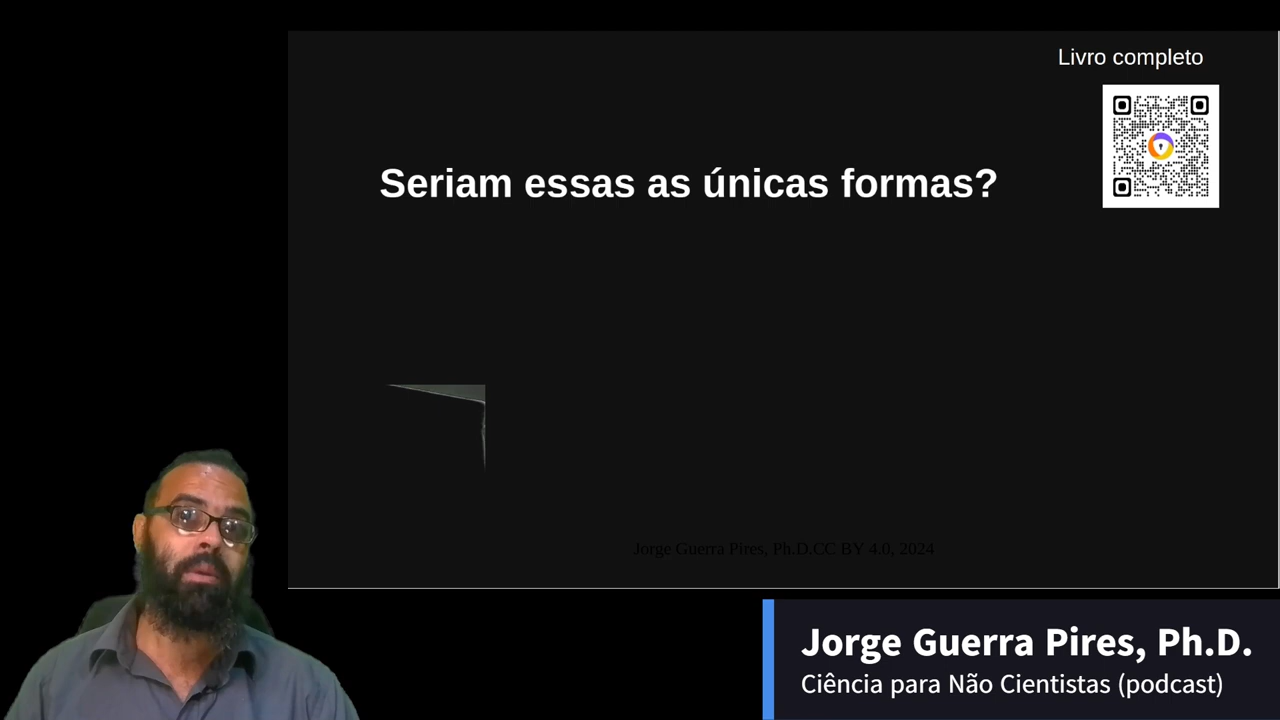 Livro completo
Seriam essas as únicas formas?
Jorge Guerra Pires, Ph.D.CC BY 4.0, 2024
Jorge Guerra Pires, Ph.D.
Ciência para Não Cientistas (podcast)